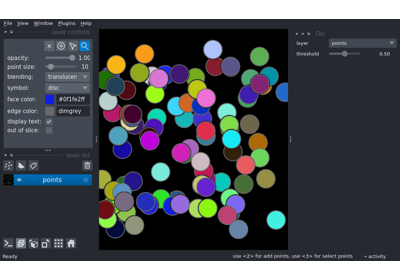 File View Plugins Window Help
layer controls
opacity: 1.00
point size: 10
blending: translucen
symbol: disc
face color: #0f1fe2ff
edge color: dimgrey
display text:
out of slice:
layer list
points
layer points
threshold 0.50
Ready
use <2> for add points, use <3> for select points
activity